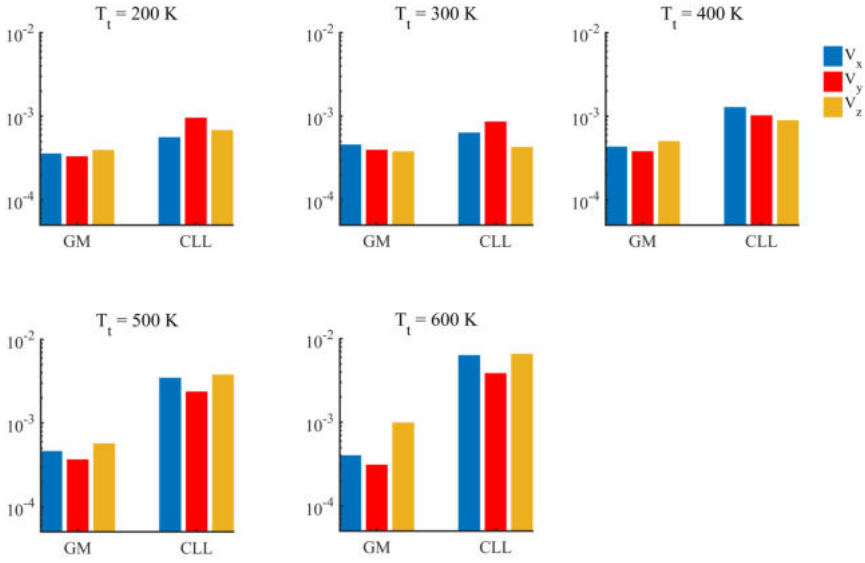 T_t = 200 K
T_t = 300 K
T_t = 400 K
10^-2
10^-3
10^-4
GM
CLL
10^-2
10^-3
10^-4
GM
CLL
10^-2
10^-3
10^-4
GM
CLL
V_x
V_y
V_z
T_t = 500 K
T_t = 600 K
10^-2
10^-3
10^-4
GM
CLL
10^-2
10^-3
10^-4
GM
CLL